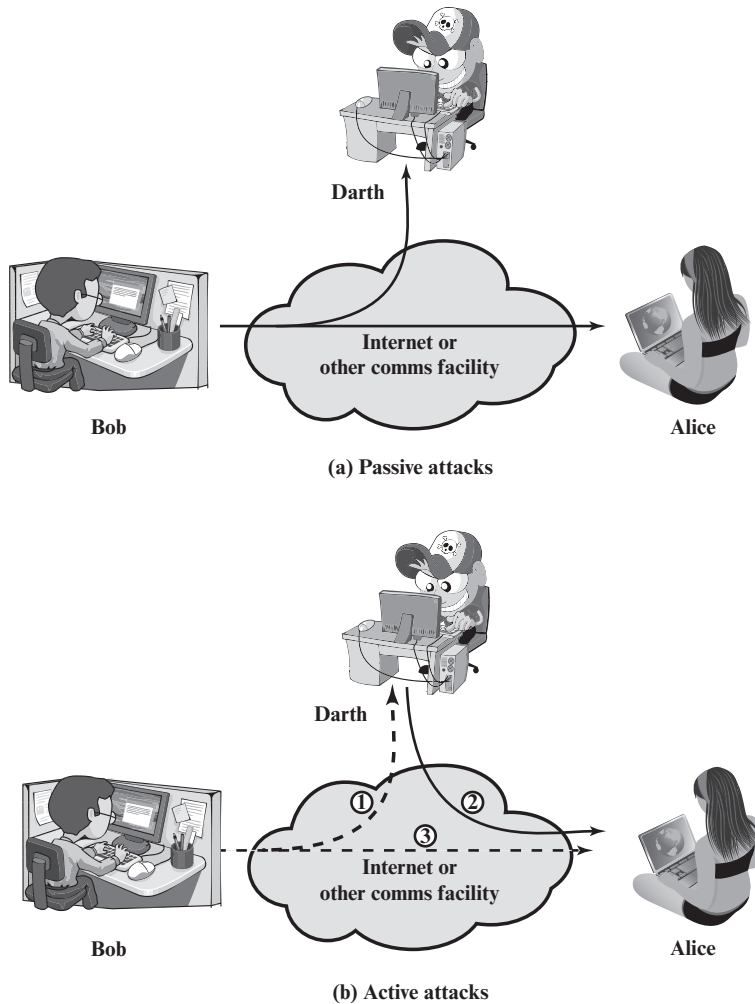 Darth
Internet or
other comms facility
Bob
Alice
(a) Passive attacks
Darth
1
2
3
Internet or
other comms facility
Bob
Alice
(b) Active attacks